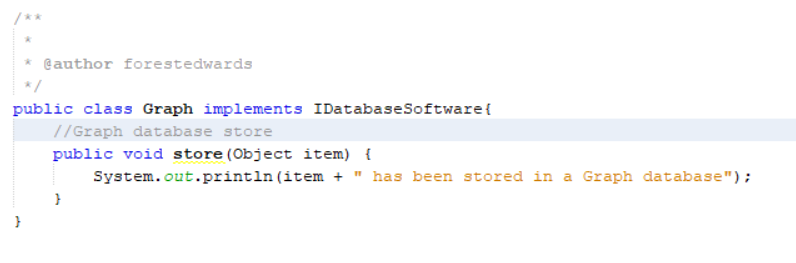 /**
 *
 * @author forestedwards
 */
public class Graph implements IDatabaseSoftware{
    //Graph database store
    public void store(Object item) {
        System.out.println(item + " has been stored in a Graph database");
    }
}